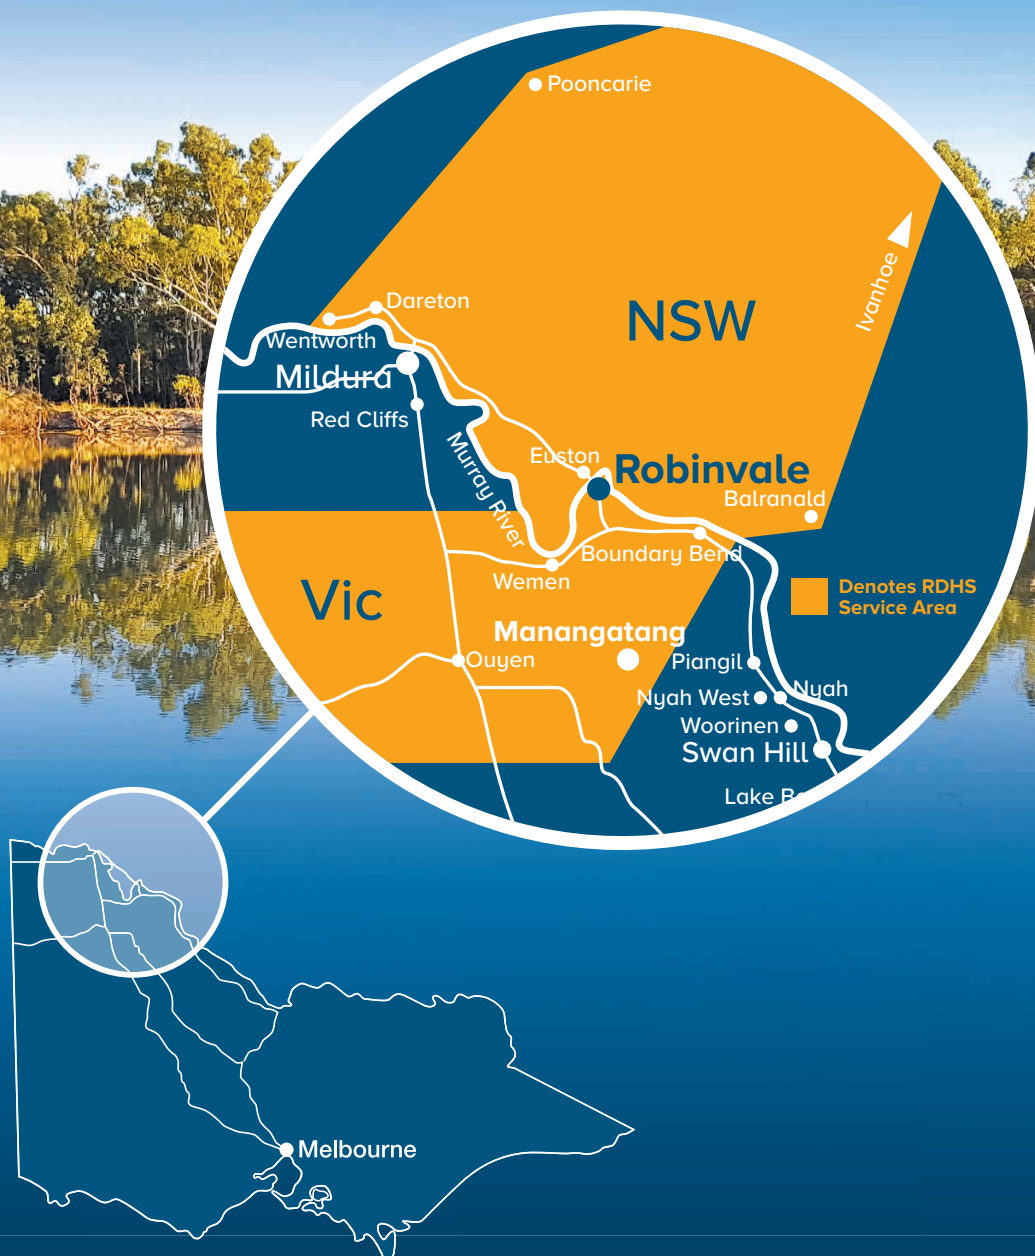 Pooncarie
Ivanhoe
NSW
Dareton
Wentworth
Mildura
Red Cliffs
Murray River
Euston
Robinvale
Balranald
Boundary Bend
Wemen
Vic
Denotes RDHS
Service Area
Manangatang
Ouyen
Piangil
Nyah West
Nyah
Woorinen
Swan Hill
Lake
Melbourne